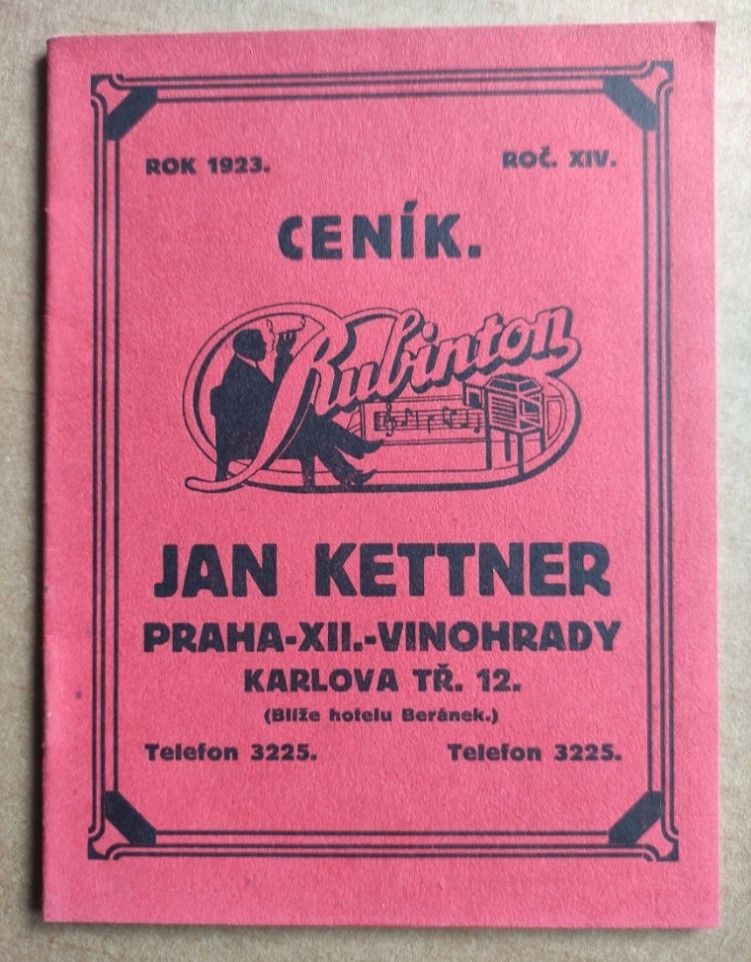 ROK 1923. ROČ. XIV.
CENÍK.
Rubinton
JAN KETTNER
PRAHA-XII.-VINOHRADY
KARLOVA TŘ. 12.
(Blíže hotelu Beránek.)
Telefon 3225. Telefon 3225.